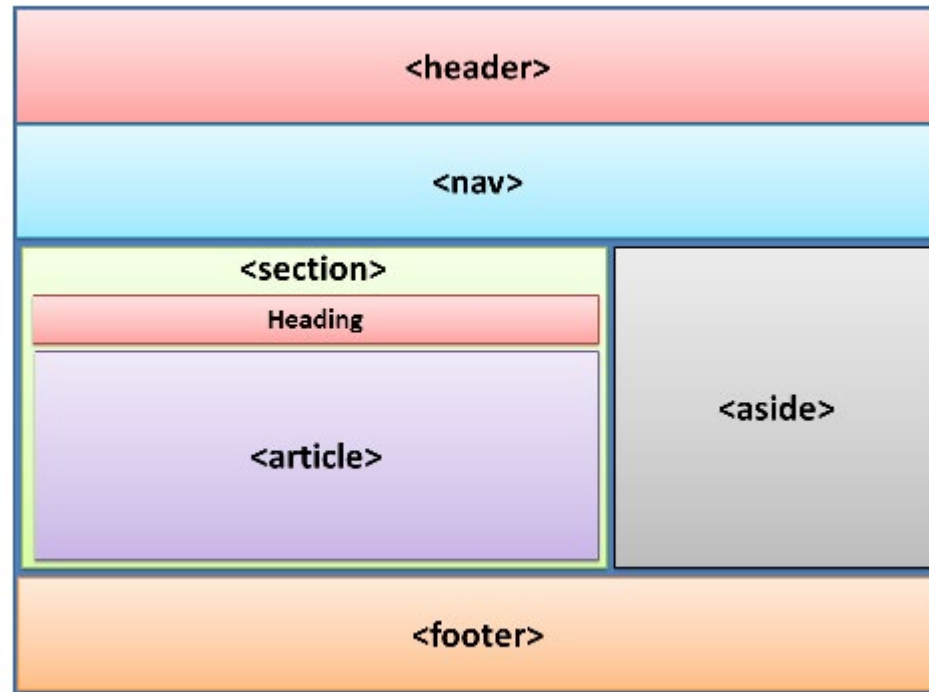 <header>
<nav>
<section>
Heading
<article>
<aside>
<footer>